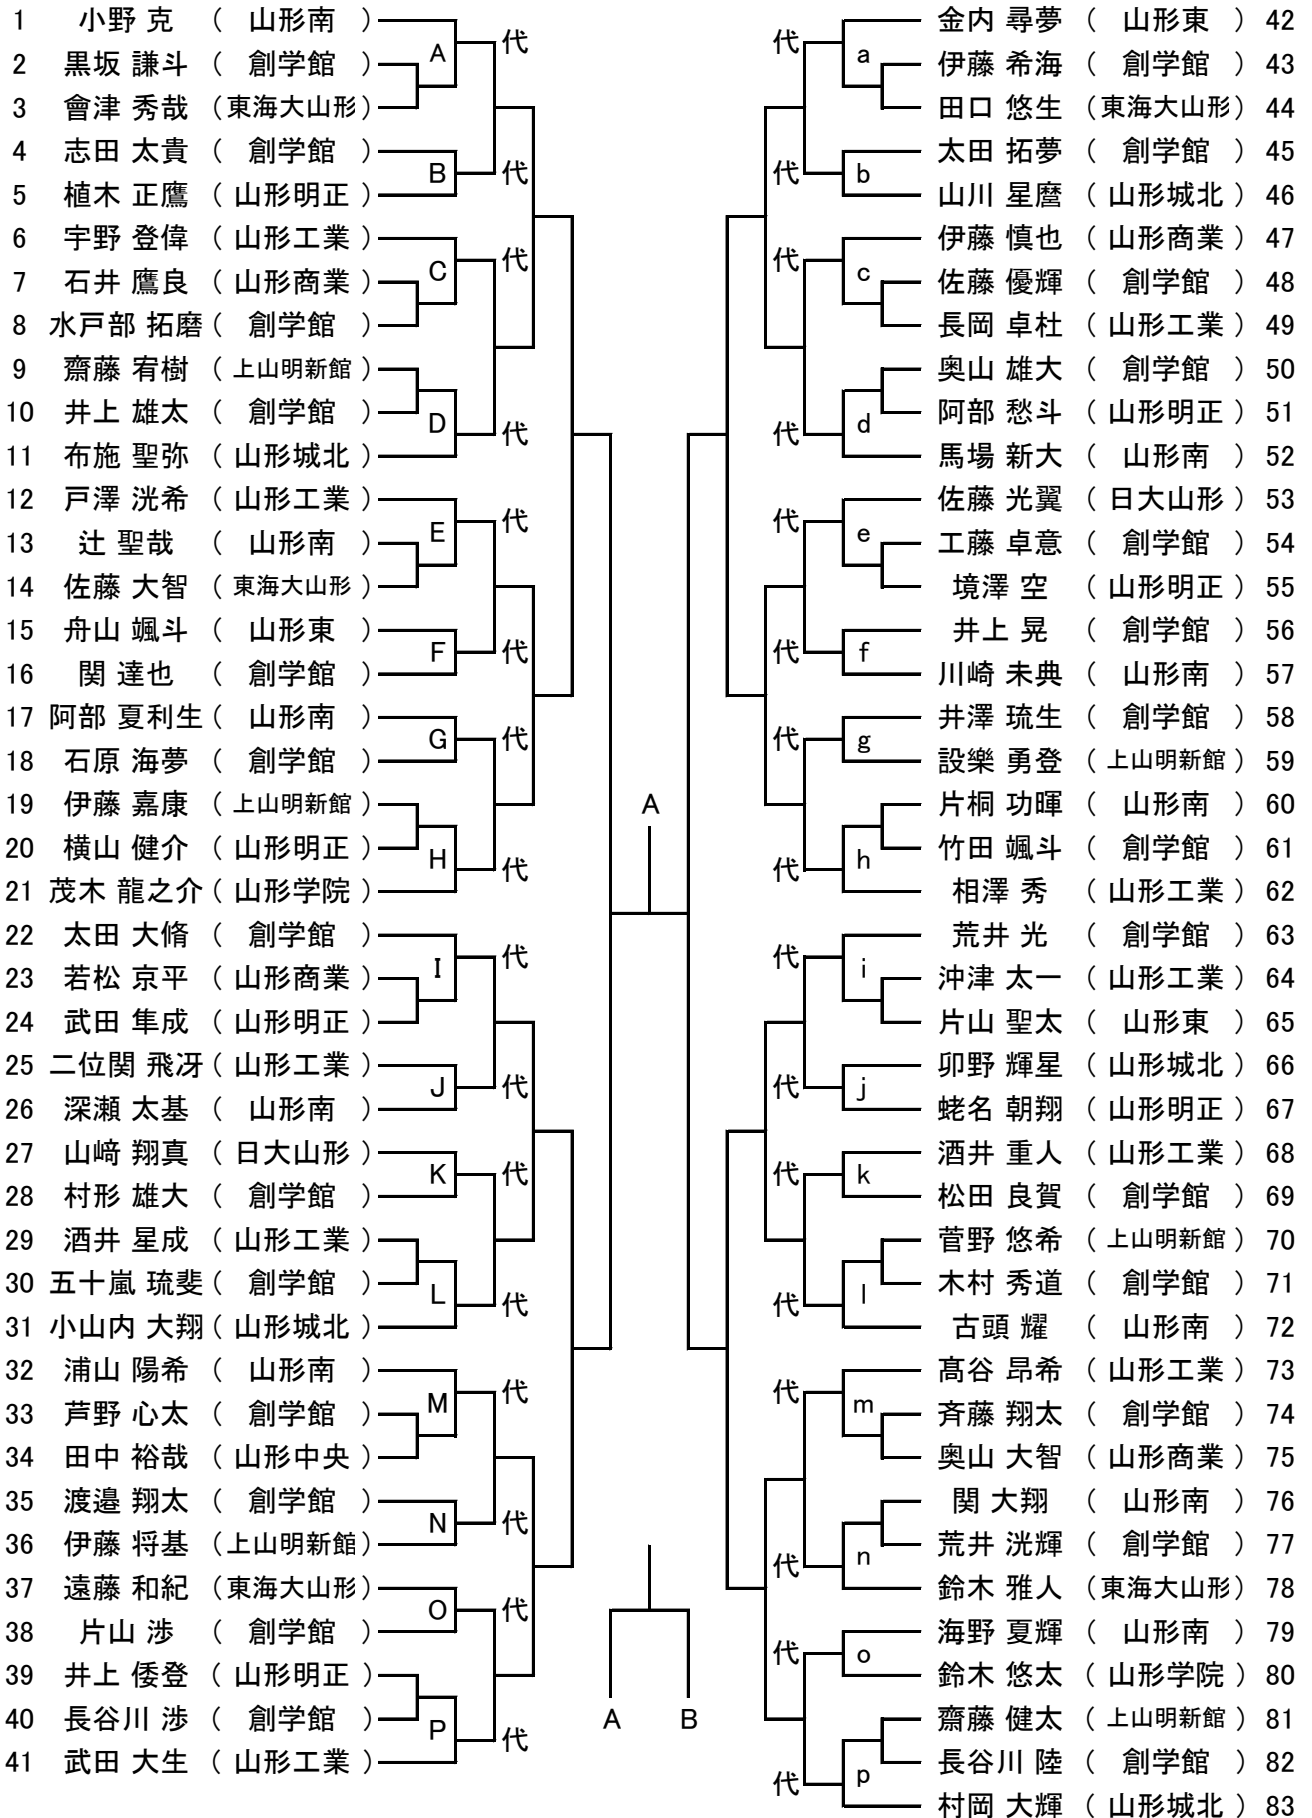 1 小野 克 ( 山形南 )
2 黒坂 謙斗 ( 創学館 )
3 會津 秀哉 (東海大山形)
4 志田 太貴 ( 創学館 )
5 植木 正鷹 ( 山形明正 )
6 宇野 登偉 ( 山形工業 )
7 石井 鷹良 ( 山形商業 )
8 水戸部 拓磨 ( 創学館 )
9 齋藤 宥樹 ( 上山明新館 )
10 井上 雄太 ( 創学館 )
11 布施 聖弥 ( 山形城北 )
12 戸澤 洸希 ( 山形工業 )
13 辻 聖哉 ( 山形南 )
14 佐藤 大智 ( 東海大山形 )
15 舟山 颯斗 ( 山形東 )
16 関 達也 ( 創学館 )
17 阿部 夏利生 ( 山形南 )
18 石原 海夢 ( 創学館 )
19 伊藤 嘉康 ( 上山明新館 )
20 横山 健介 ( 山形明正 )
21 茂木 龍之介 ( 山形学院 )
22 太田 大脩 ( 創学館 )
23 若松 京平 ( 山形商業 )
24 武田 隼成 ( 山形明正 )
25 二位関 飛冴 ( 山形工業 )
26 深瀬 太基 ( 山形南 )
27 山﨑 翔真 ( 日大山形 )
28 村形 雄大 ( 創学館 )
29 酒井 星成 ( 山形工業 )
30 五十嵐 琉斐 ( 創学館 )
31 小山内 大翔 ( 山形城北 )
32 浦山 陽希 ( 山形南 )
33 芦野 心太 ( 創学館 )
34 田中 裕哉 ( 山形中央 )
35 渡邉 翔太 ( 創学館 )
36 伊藤 将基 (上山明新館)
37 遠藤 和紀 (東海大山形)
38 片山 渉 ( 創学館 )
39 井上 倭登 ( 山形明正 )
40 長谷川 渉 ( 創学館 )
41 武田 大生 ( 山形工業 )
A 代
B 代
C 代
D 代
E 代
F 代
G 代
H 代
I 代
J 代
K 代
L 代
M 代
N 代
O 代
P 代
A
A B
代 a
代 b
代 c
代 d
代 e
代 f
代 g
代 h
代 i
代 j
代 k
代 l
代 m
代 n
代 o
代 p
金内 尋夢 ( 山形東 ) 42
伊藤 希海 ( 創学館 ) 43
田口 悠生 (東海大山形) 44
太田 拓夢 ( 創学館 ) 45
山川 星麿 ( 山形城北 ) 46
伊藤 慎也 ( 山形商業 ) 47
佐藤 優輝 ( 創学館 ) 48
長岡 卓杜 ( 山形工業 ) 49
奥山 雄大 ( 創学館 ) 50
阿部 愁斗 ( 山形明正 ) 51
馬場 新大 ( 山形南 ) 52
佐藤 光翼 ( 日大山形 ) 53
工藤 卓意 ( 創学館 ) 54
境澤 空 ( 山形明正 ) 55
井上 晃 ( 創学館 ) 56
川崎 未典 ( 山形南 ) 57
井澤 琉生 ( 創学館 ) 58
設樂 勇登 ( 上山明新館 ) 59
片桐 功暉 ( 山形南 ) 60
竹田 颯斗 ( 創学館 ) 61
相澤 秀 ( 山形工業 ) 62
荒井 光 ( 創学館 ) 63
沖津 太一 ( 山形工業 ) 64
片山 聖太 ( 山形東 ) 65
卯野 輝星 ( 山形城北 ) 66
蛯名 朝翔 ( 山形明正 ) 67
酒井 重人 ( 山形工業 ) 68
松田 良賀 ( 創学館 ) 69
菅野 悠希 ( 上山明新館 ) 70
木村 秀道 ( 創学館 ) 71
古頭 耀 ( 山形南 ) 72
髙谷 昂希 ( 山形工業 ) 73
斉藤 翔太 ( 創学館 ) 74
奥山 大智 ( 山形商業 ) 75
関 大翔 ( 山形南 ) 76
荒井 洸輝 ( 創学館 ) 77
鈴木 雅人 (東海大山形) 78
海野 夏輝 ( 山形南 ) 79
鈴木 悠太 ( 山形学院 ) 80
齋藤 健太 ( 上山明新館 ) 81
長谷川 陸 ( 創学館 ) 82
村岡 大輝 ( 山形城北 ) 83